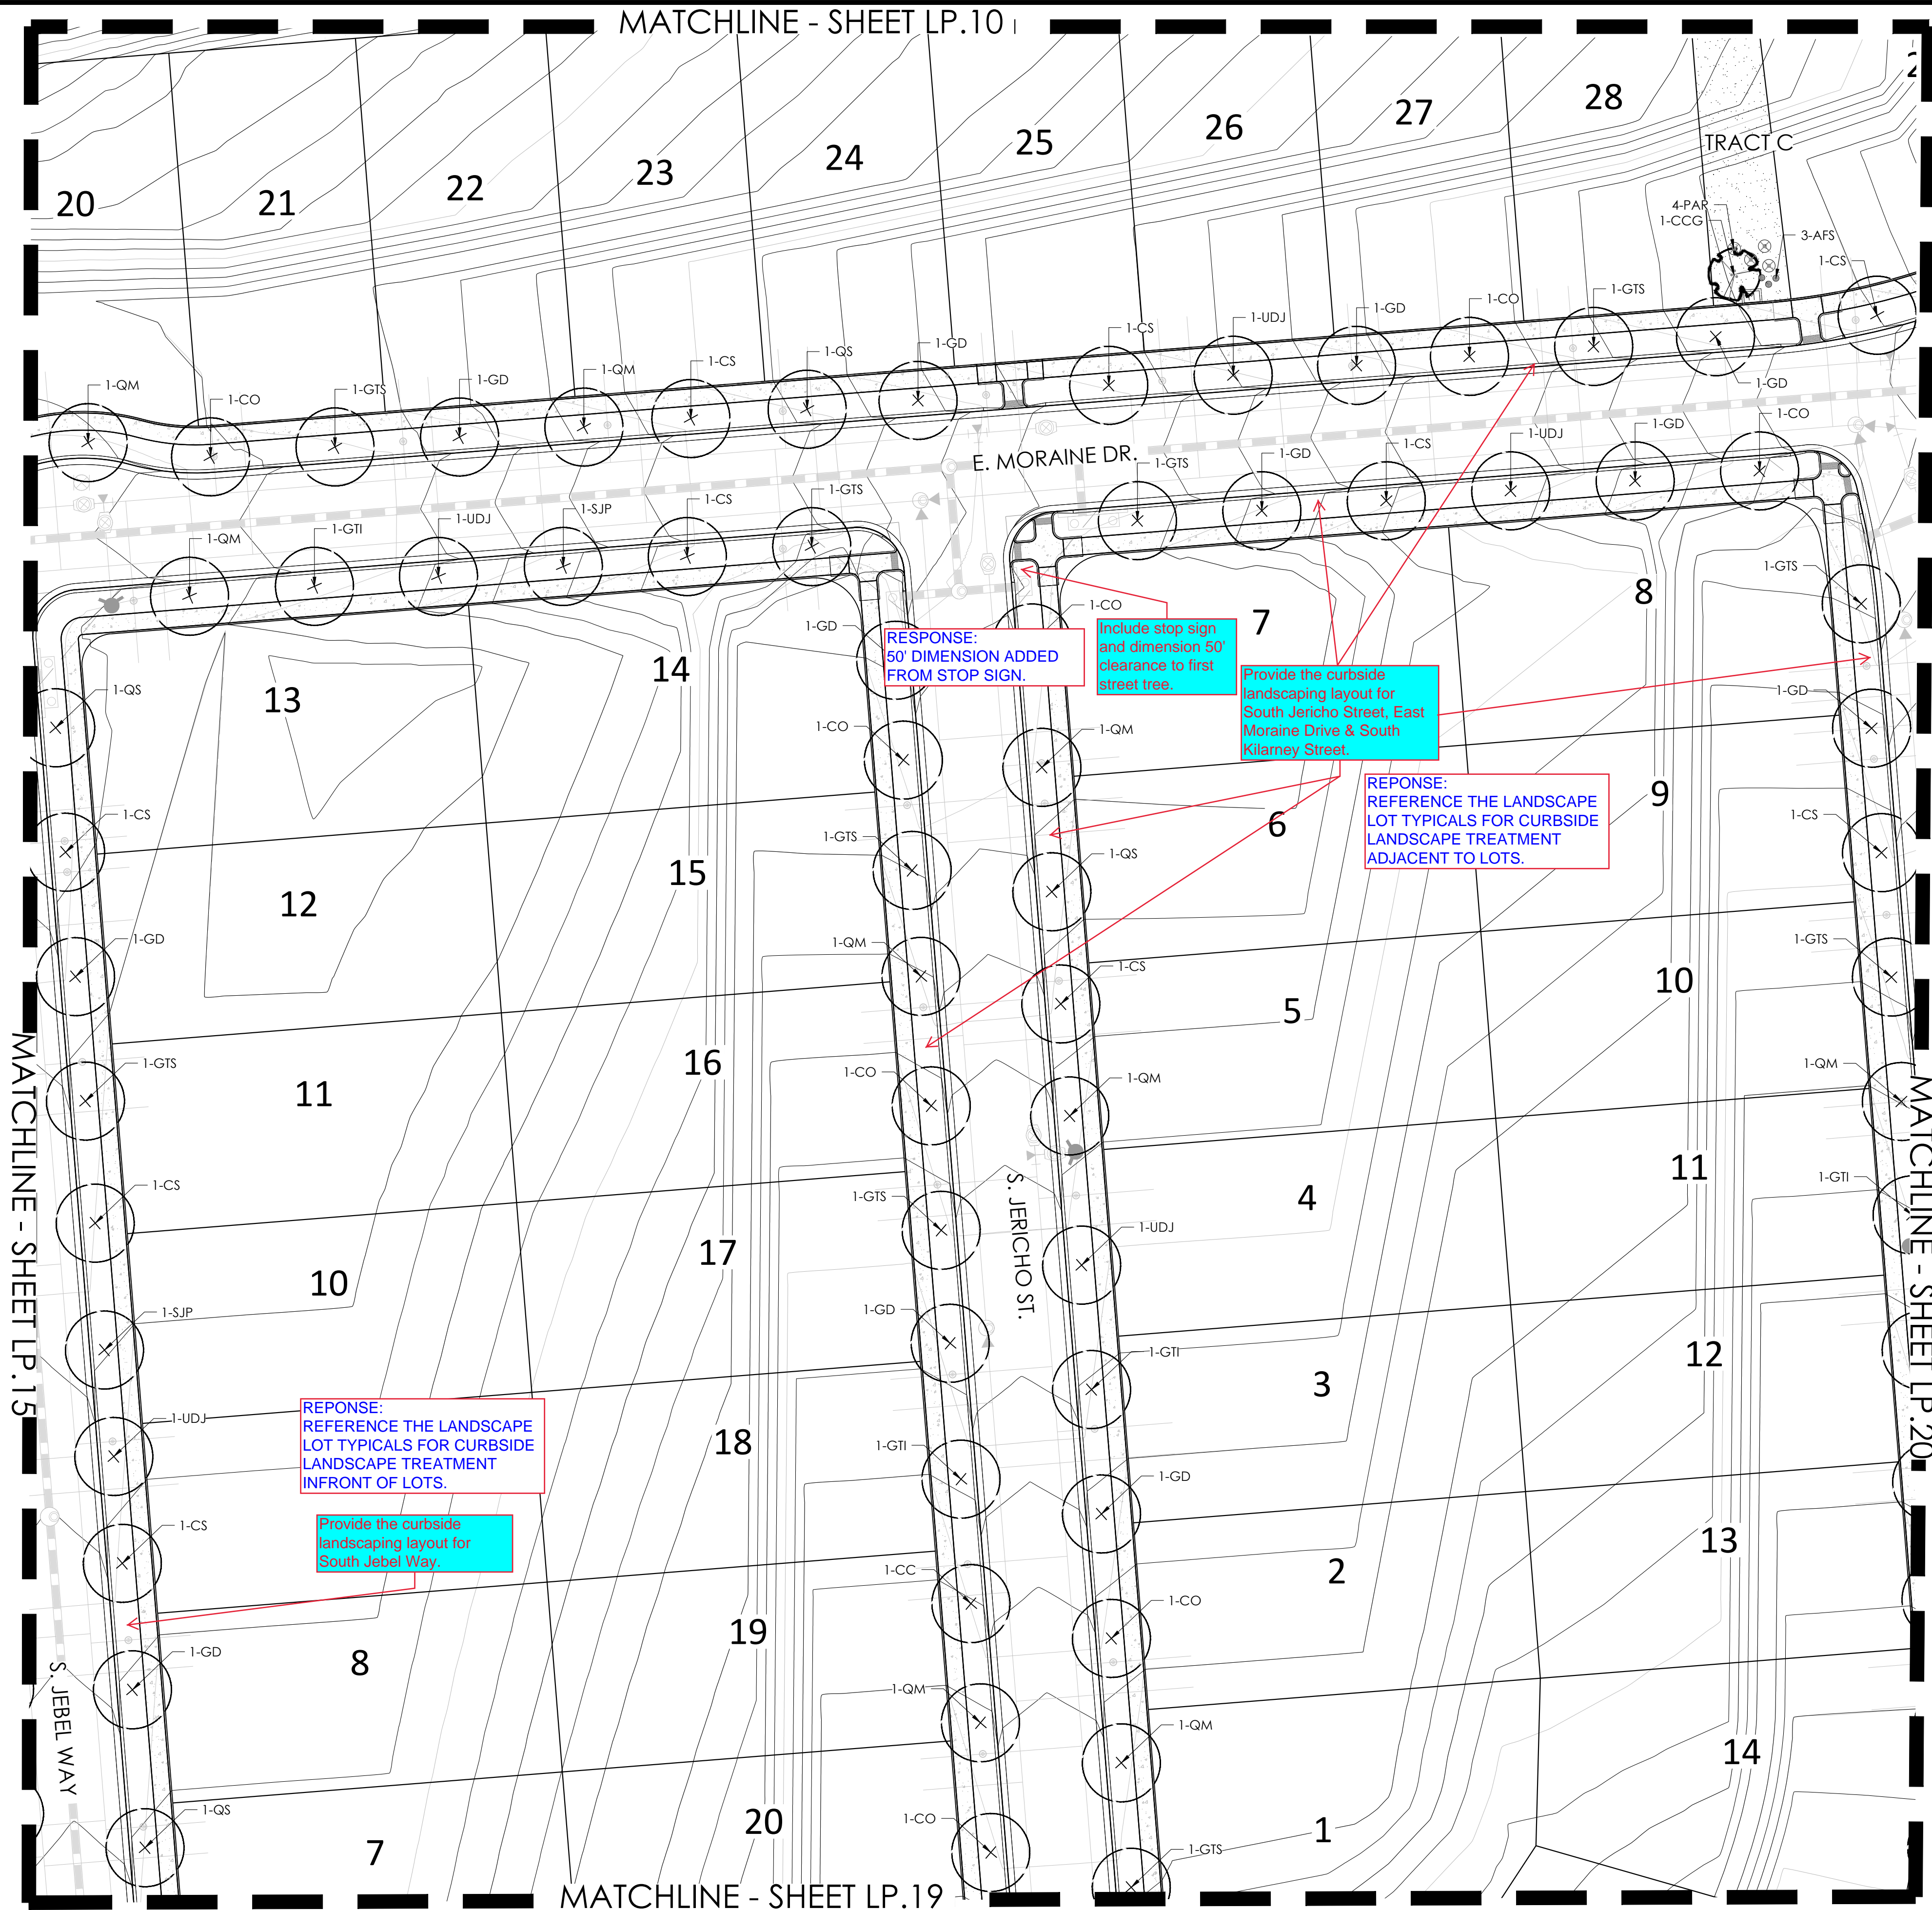 MATCHLINE - SHEET LP.10
20
21
22
23
24
25
26
27
28
TRACT C
4-PAR
1-CCG
3-AFS
1-CS
1-QM
1-CO
1-GTS
1-GD
1-QM
1-CS
1-QS
1-GD
1-CS
1-UDJ
1-GD
1-CO
1-GTS
1-GD
E. MORAINE DR.
1-QM
1-GTI
1-UDJ
1-SJP
1-CS
1-GTS
1-GTS
1-GD
1-CS
1-UDJ
1-GD
1-CO
1-QS
1-CS
1-GD
1-GTS
1-CS
1-SJP
1-UDJ
1-CS
1-GD
1-QS
13
12
11
10
8
7
14
15
16
17
18
19
20
1-GD
1-CO
1-GTS
1-QM
1-CO
1-GTS
1-GD
1-GTI
1-CC
1-QM
1-CO
RESPONSE:
50' DIMENSION ADDED
FROM STOP SIGN.
Include stop sign
and dimension 50'
clearance to first
street tree.
Provide the curbside
landscaping layout for
South Jericho Street, East
Moraine Drive & South
Kilarney Street.
REPONSE:
REFERENCE THE LANDSCAPE
LOT TYPICALS FOR CURBSIDE
LANDSCAPE TREATMENT
ADJACENT TO LOTS.
REPONSE:
REFERENCE THE LANDSCAPE
LOT TYPICALS FOR CURBSIDE
LANDSCAPE TREATMENT
INFRONT OF LOTS.
Provide the curbside
landscaping layout for
South Jebel Way.
1-CO
1-QM
1-QS
1-CS
1-QM
1-UDJ
1-GTI
1-GD
1-CO
1-QM
1-GTS
7
6
5
4
3
2
1
8
9
10
11
12
13
14
1-GTS
1-GD
1-CS
1-GTS
1-QM
1-GTI
S. JERICHO ST.
S. JEBEL WAY
MATCHLINE - SHEET LP.15
MATCHLINE - SHEET LP.20
MATCHLINE - SHEET LP.19